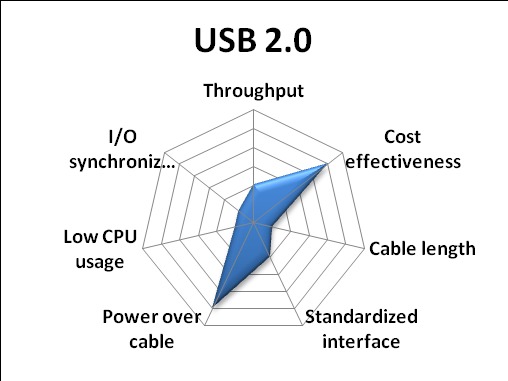 USB 2.0
Throughput
Cost
effectiveness
Cable length
Standardized
interface
Power over
cable
Low CPU
usage
I/O
synchroniz...